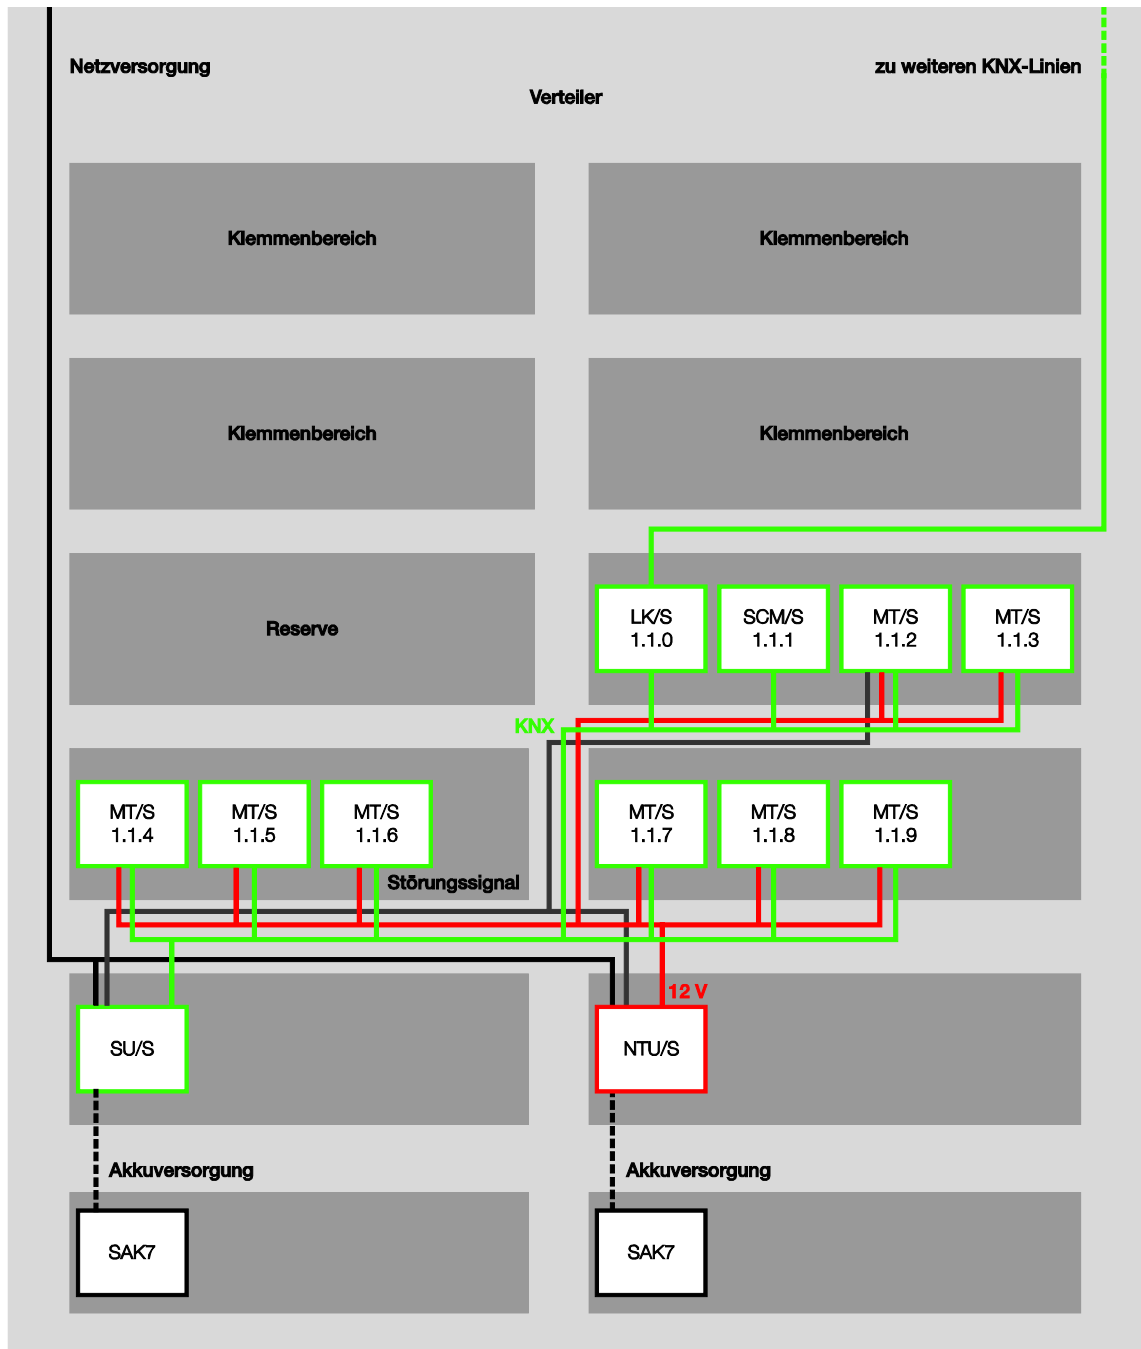 Netzversorgung
zu weiteren KNX-Linien
Verteiler
Klemmenbereich
Klemmenbereich
Klemmenbereich
Klemmenbereich
Reserve
LK/S
1.1.0
SCM/S
1.1.1
MT/S
1.1.2
MT/S
1.1.3
KNX
MT/S
1.1.4
MT/S
1.1.5
MT/S
1.1.6
MT/S
1.1.7
MT/S
1.1.8
MT/S
1.1.9
Störungssignal
12 V
SU/S
NTU/S
Akkuversorgung
Akkuversorgung
SAK7
SAK7